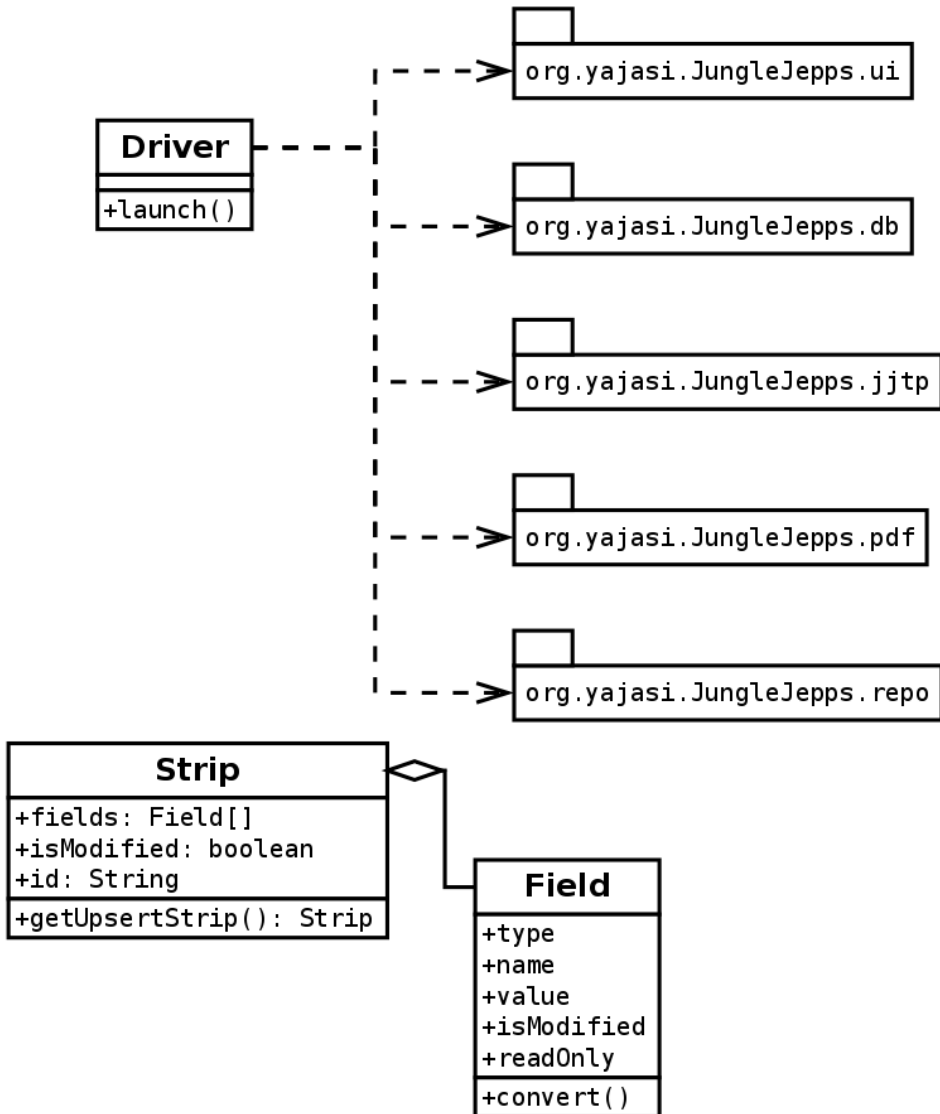 org.yajasi.JungleJepps.ui
Driver
+launch()
org.yajasi.JungleJepps.db
org.yajasi.JungleJepps.jjtp
org.yajasi.JungleJepps.pdf
org.yajasi.JungleJepps.repo
Strip
+fields: Field[]
+isModified: boolean
+id: String
+getUpsertStrip(): Strip
Field
+type
+name
+value
+isModified
+readOnly
+convert()